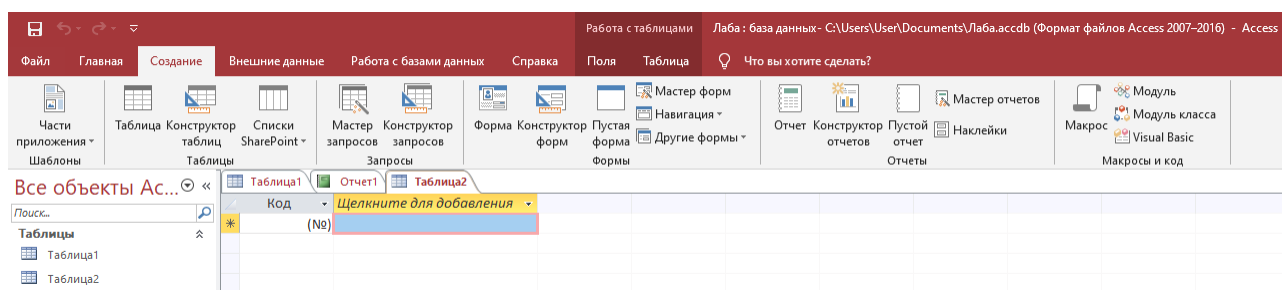 Работа с таблицами Лаба : база данных- C:\Users\User\Documents\Лаба.accdb (Формат файлов Access 2007–2016) - Access
Файл Главная Создание Внешние данные Работа с базами данных Справка Поля Таблица Что вы хотите сделать?
Части приложения
Шаблоны
Таблица Конструктор таблиц Списки SharePoint
Таблицы
Мастер запросов Конструктор запросов
Запросы
Форма Конструктор форм Пустая форма
Мастер форм
Навигация
Другие формы
Формы
Отчет Конструктор отчетов Пустой отчет
Мастер отчетов
Наклейки
Отчеты
Макрос
Модуль
Модуль класса
Visual Basic
Макросы и код
Все объекты Ac... «
Поиск...
Таблицы
Таблица1
Таблица2
Таблица1 Отчет1 Таблица2
Код Щелкните для добавления
* (№)